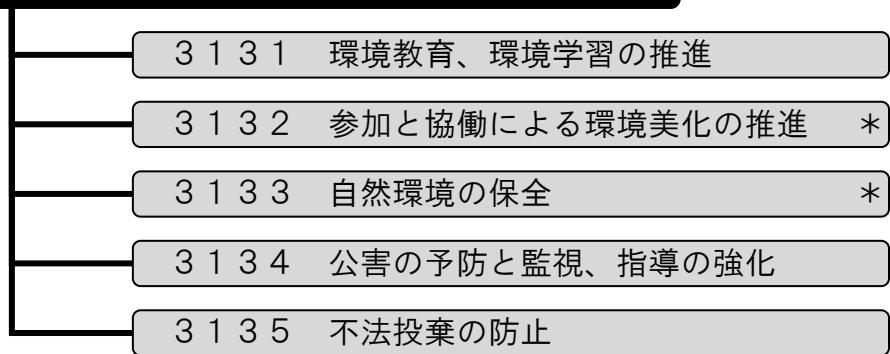 ３１３１　環境教育、環境学習の推進
３１３２　参加と協働による環境美化の推進　＊
３１３３　自然環境の保全　＊
３１３４　公害の予防と監視、指導の強化
３１３５　不法投棄の防止